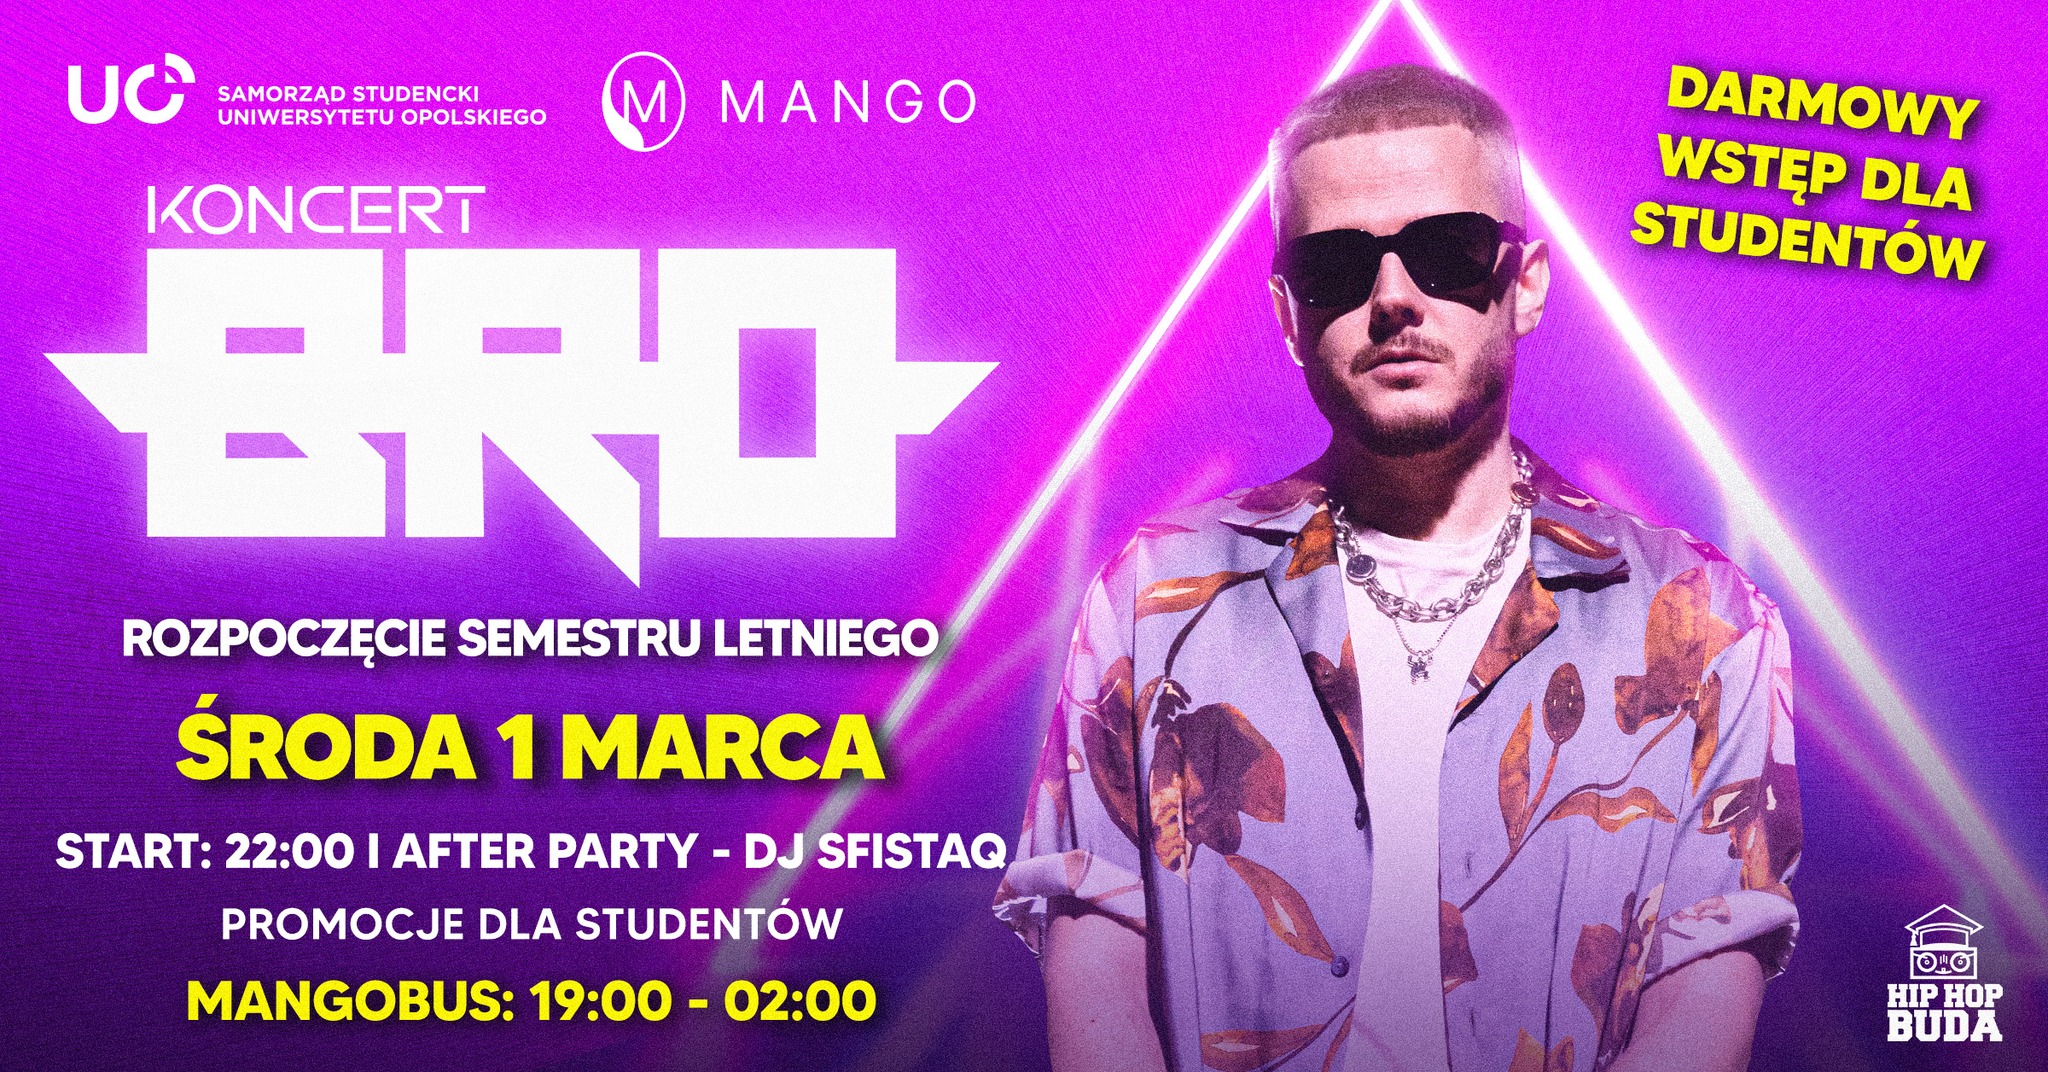 UO
SAMORZĄD STUDENCKI
UNIWERSYTETU OPOLSKIEGO
M MANGO
DARMOWY
WSTĘP DLA
STUDENTÓW
KONCERT
BRO
ROZPOCZĘCIE SEMESTRU LETNIEGO
ŚRODA 1 MARCA
START: 22:00 I AFTER PARTY - DJ SFISTAQ
PROMOCJE DLA STUDENTÓW
MANGOBUS: 19:00 - 02:00
HIP HOP
BUDA